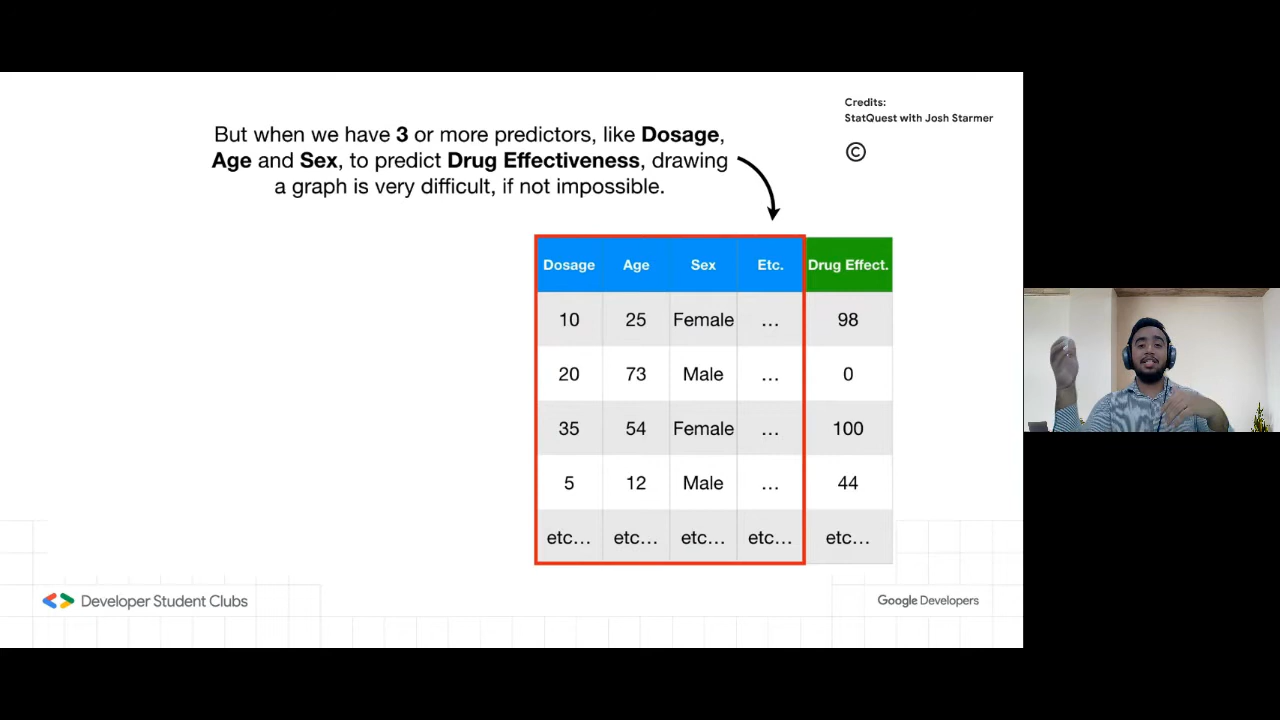 Credits:
StatQuest with Josh Starmer
©
But when we have 3 or more predictors, like Dosage,
Age and Sex, to predict Drug Effectiveness, drawing
a graph is very difficult, if not impossible.
Dosage Age Sex Etc. Drug Effect.
10 25 Female ... 98
20 73 Male ... 0
35 54 Female ... 100
5 12 Male ... 44
etc... etc... etc... etc... etc...
Developer Student Clubs
Google Developers